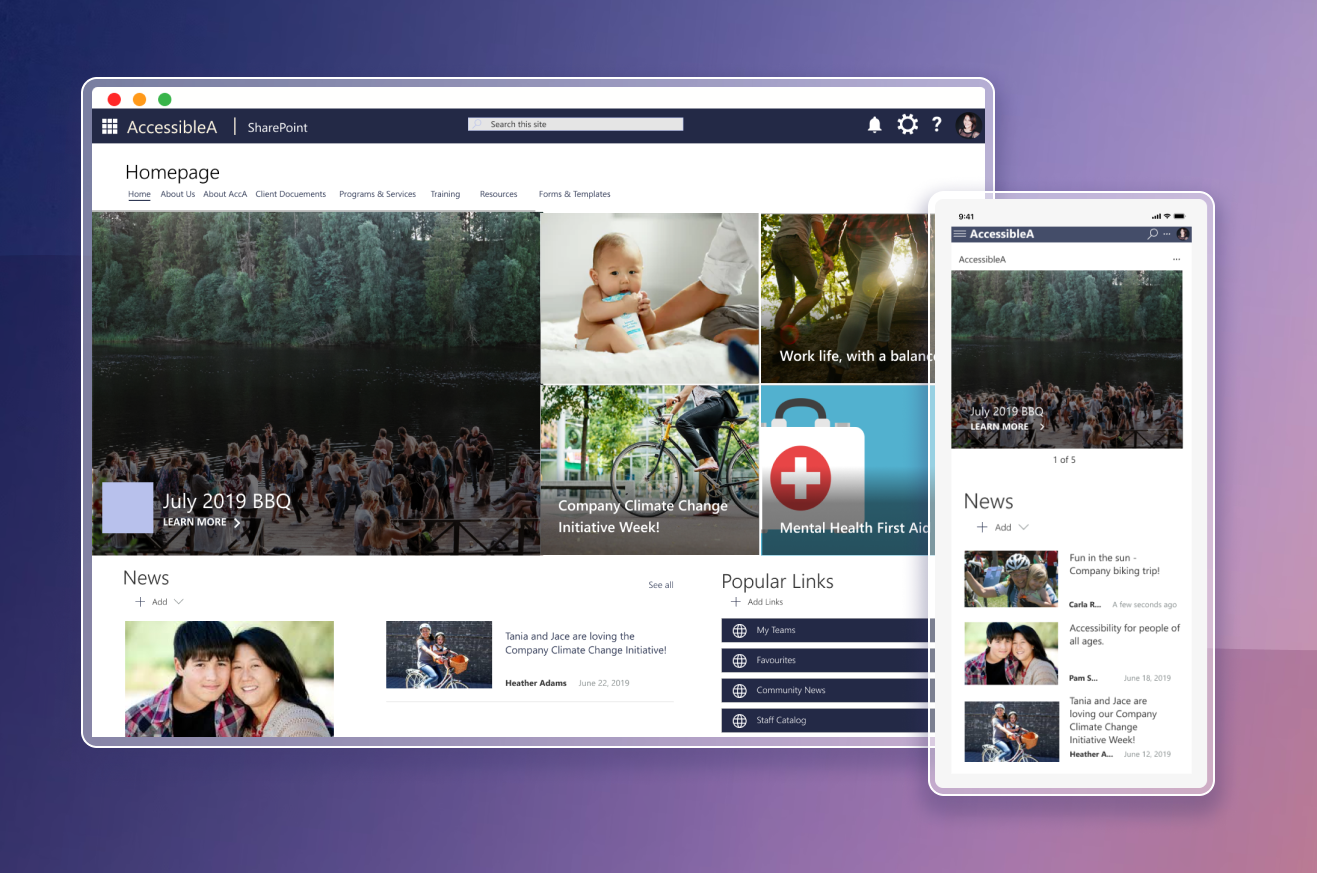 AccessibleA
SharePoint
Search this site
?
Homepage
Home
About Us
About AccA
Client Docuements
Programs & Services
Training
Resources
Forms & Templates
July 2019 BBQ
LEARN MORE
Work life, with a balanc
Company Climate Change
Initiative Week!
Mental Health First Aid
News
See all
Add
Tania and Jace are loving the
Company Climate Change Initiative!
Heather Adams June 22, 2019
Popular Links
Add Links
My Teams
Favourites
Community News
Staff Catalog
9:41
AccessibleA
AccessibleA
July 2019 BBQ
LEARN MORE
1 of 5
News
Add
Fun in the sun -
Company biking trip!
Carla R... A few seconds ago
Accessibility for people of
all ages.
Pam S... June 18, 2019
Tania and Jace are
loving our Company
Climate Change
Initiative Week!
Heather A... June 12, 2019